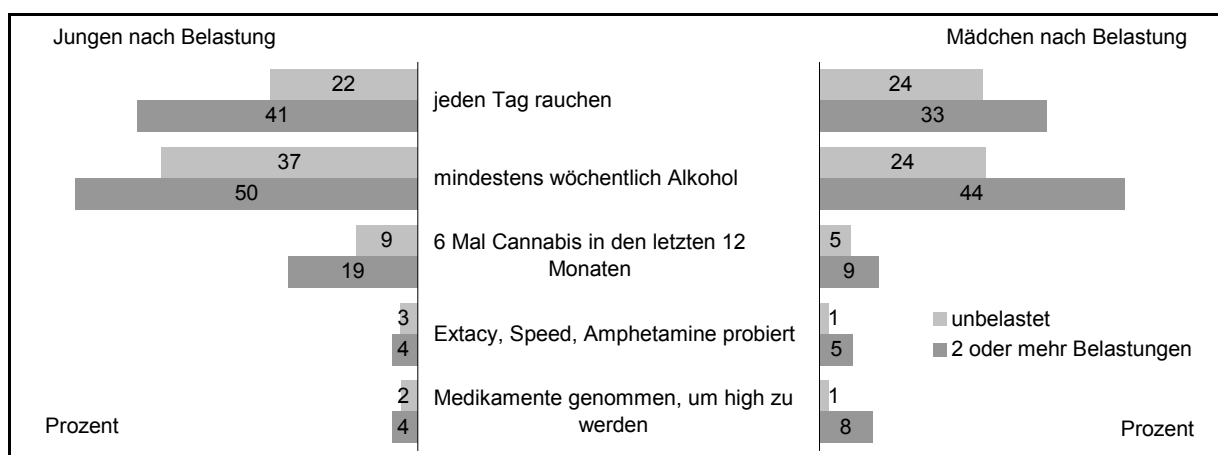 Jungen nach Belastung
Mädchen nach Belastung
22
jeden Tag rauchen
24
41
33
37
mindestens wöchentlich Alkohol
24
50
44
9
6 Mal Cannabis in den letzten 12
Monaten
5
19
9
3
Extacy, Speed, Amphetamine probiert
1
4
5
unbelastet
2 oder mehr Belastungen
2
Medikamente genommen, um high zu
werden
1
4
8
Prozent
Prozent